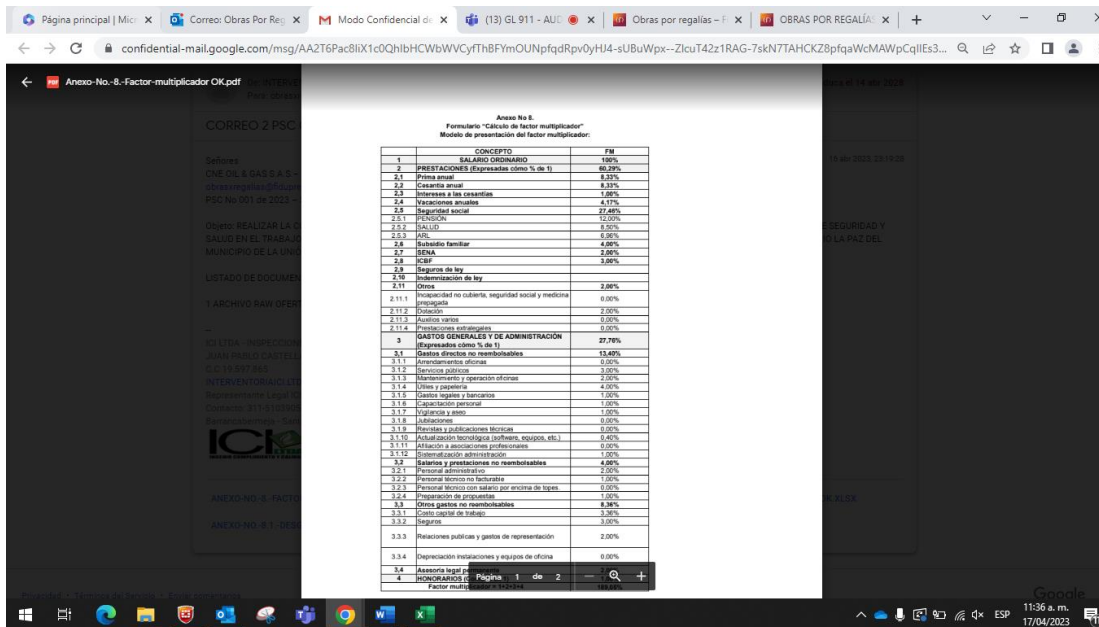 Página principal | Micr
Correo: Obras Por Reg
Modo Confidencial de
(13) GL 911 - AUD
Obras por regalías – F
OBRAS POR REGALÍA
confidential-mail.google.com/msg/
Anexo-No.-8.-Factor-multiplicador OK.pdf
CORREO 2 PSC
Señores
CNE OIL & GAS S.A.S
PSC No 001 de 2023
Objeto: REALIZAR LA
SALUD EN EL TRABAJO
MUNICIPIO DE LA UNI
E SEGURIDAD Y
O LA PAZ DEL
LISTADO DE DOCUMEN
1 ARCHIVO RAW OFERT
Representante Legal
ICI
ANEXO-NO.-8.-FACTO
Anexo No 8.
Formulario "Cálculo de factor multiplicador"
Modelo de presentación del factor multiplicador:
CONCEPTO FM
1 SALARIO ORDINARIO 100%
2 PRESTACIONES (Expresadas cómo % de 1) 60,29%
2,1 Prima anual 8,33%
2,2 Cesantía anual 8,33%
2,3 Intereses a las cesantías 1,00%
2,4 Vacaciones anuales 4,17%
2,5 Seguridad social 27,46%
2.5.1 PENSIÓN 12,00%
2.5.2 SALUD 8,50%
2.5.3 ARL 6,96%
2,6 Subsidio familiar 4,00%
2,7 SENA 2,00%
2,8 ICBF 3,00%
2,9 Seguros de ley
2,10 Indemnización de ley
2,11 Otros 2,00%
2.11.1 Incapacidad no cubierta, seguridad social y medicina prepagada 0,00%
2.11.2 Dotación 2,00%
2.11.3 Auxilios varios 0,00%
2.11.4 Prestaciones extralegales 0,00%
3 GASTOS GENERALES Y DE ADMINISTRACIÓN (Expresados cómo % de 1) 27,76%
3,1 Gastos directos no reembolsables 13,40%
3.1.1 Arrendamientos oficinas 0,00%
3.1.2 Servicios públicos 3,00%
3.1.3 Mantenimiento y operación oficinas 2,00%
3.1.4 Útiles y papelería 4,00%
3.1.5 Gastos legales y bancarios 1,00%
3.1.6 Capacitación personal 1,00%
3.1.7 Vigilancia y aseo 1,00%
3.1.8 Jubilaciones 0,00%
3.1.9 Revistas y publicaciones técnicas 0,00%
3.1.10 Actualización tecnológica (software, equipos, etc.) 0,40%
3.1.11 Afiliación a asociaciones profesionales 0,00%
3.1.12 Sistematización administración 1,00%
3,2 Salarios y prestaciones no reembolsables 4,00%
3.2.1 Personal administrativo 2,00%
3.2.2 Personal técnico no facturable 1,00%
3.2.3 Personal técnico con salario por encima de topes. 0,00%
3.2.4 Preparación de propuestas 1,00%
3,3 Otros gastos no reembolsables 8,36%
3.3.1 Costo capital de trabajo 3,36%
3.3.2 Seguros 3,00%
3.3.3 Relaciones publicas y gastos de representación 2,00%
3.3.4 Depreciación instalaciones y equipos de oficina 0,00%
3,4 Asesoría legal
4 HONORARIOS
Factor
Página 1 de 2
Google
ESP
11:36 a. m.
17/04/2023